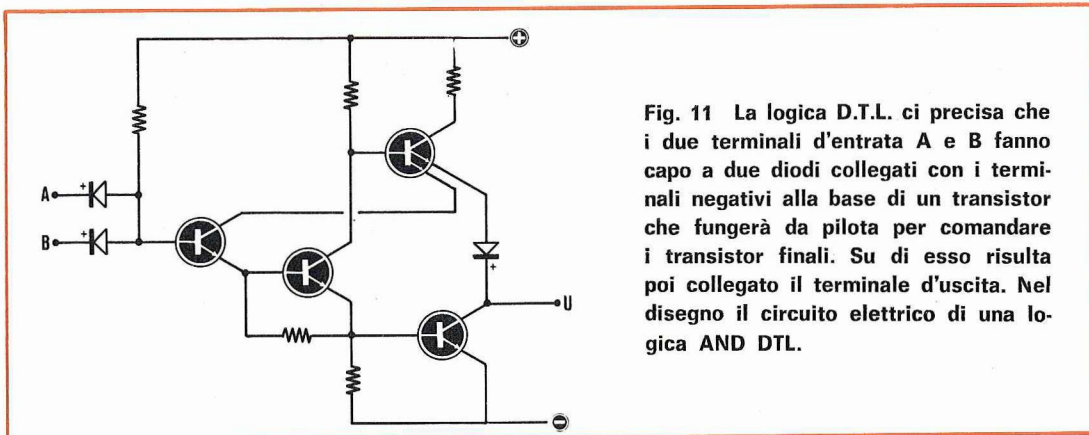 Fig. 11 La logica D.T.L. ci precisa che
i due terminali d'entrata A e B fanno
capo a due diodi collegati con i termi-
nali negativi alla base di un transistor
che fungerà da pilota per comandare
i transistor finali. Su di esso risulta
poi collegato il terminale d'uscita. Nel
disegno il circuito elettrico di una lo-
gica AND DTL.
+
A +
B +
+
U
-